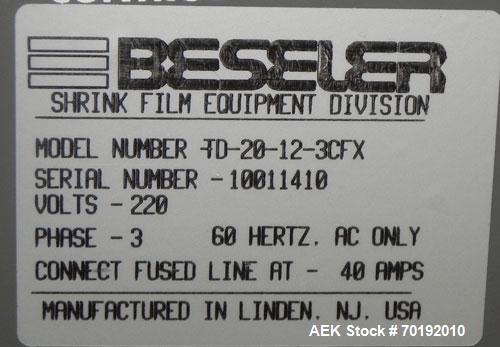 BESELER
SHRINK FILM EQUIPMENT DIVISION
MODEL NUMBER - TD-20-12-3CFX
SERIAL NUMBER - 10011410
VOLTS - 220
PHASE - 3 60 HERTZ. AC ONLY
CONNECT FUSED LINE AT - 40 AMPS
MANUFACTURED IN LINDEN, NJ, USA
AEK Stock # 70192010